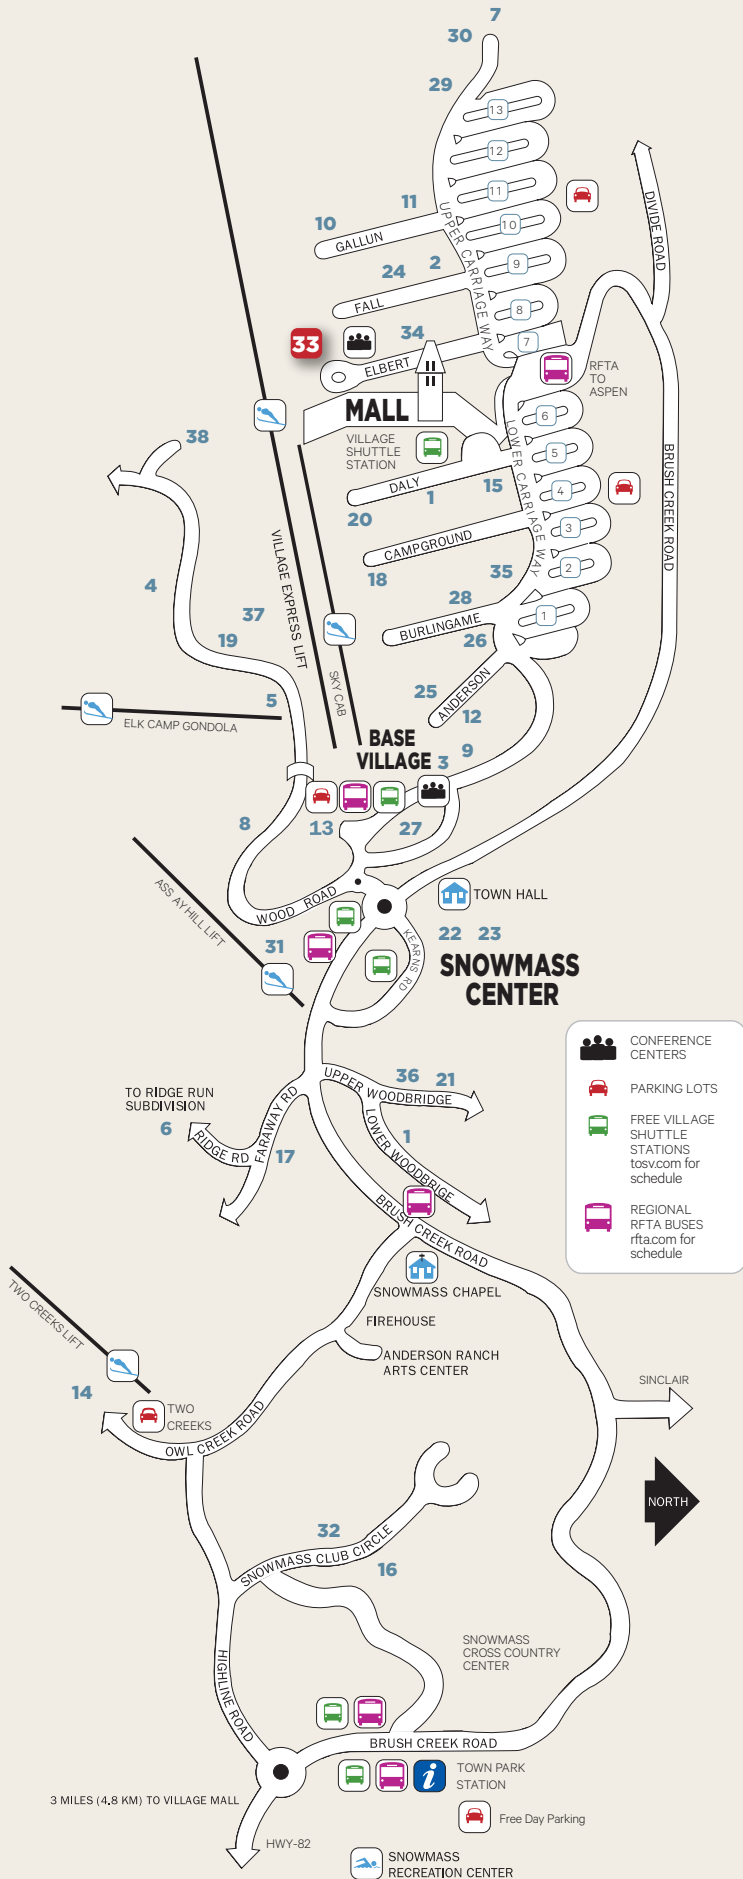 7
30
29
13
12
11
11
10
10
GALLUN
UPPER CARRIAGE WAY
DIVIDE ROAD
2
24
9
FALL
8
34
33
7
ELBERT
RFTA
TO
ASPEN
MALL
6
VILLAGE
SHUTTLE
STATION
LOWER CARRIAGE WAY
BRUSH CREEK ROAD
38
5
15
DALY
1
4
20
3
CAMPGROUND
18
35
2
4
VILLAGE EXPRESS LIFT
28
37
1
BURLINGAME
26
19
SKY CAB
25
ANDERSON
12
5
ELK CAMP GONDOLA
BASE
VILLAGE
9
3
13
27
8
ASS AY HILL LIFT
WOOD ROAD
TOWN HALL
KEARNS RD
22
23
31
SNOWMASS
CENTER
CONFERENCE
CENTERS
PARKING LOTS
FREE VILLAGE
SHUTTLE
STATIONS
tosv.com for
schedule
REGIONAL
RFTA BUSES
rfta.com for
schedule
36
21
UPPER WOODBRIDGE
TO RIDGE RUN
SUBDIVISION
6
RIDGE RD
FARAWAY RD
17
1
LOWER WOODBRIGE
BRUSH CREEK ROAD
SNOWMASS CHAPEL
FIREHOUSE
ANDERSON RANCH
ARTS CENTER
TWO CREEKS LIFT
14
TWO
CREEKS
OWL CREEK ROAD
SINCLAIR
NORTH
32
SNOWMASS CLUB CIRCLE
16
SNOWMASS
CROSS COUNTRY
CENTER
HIGHLINE ROAD
BRUSH CREEK ROAD
i
TOWN PARK
STATION
3 MILES (4.8 KM) TO VILLAGE MALL
Free Day Parking
HWY-82
SNOWMASS
RECREATION CENTER